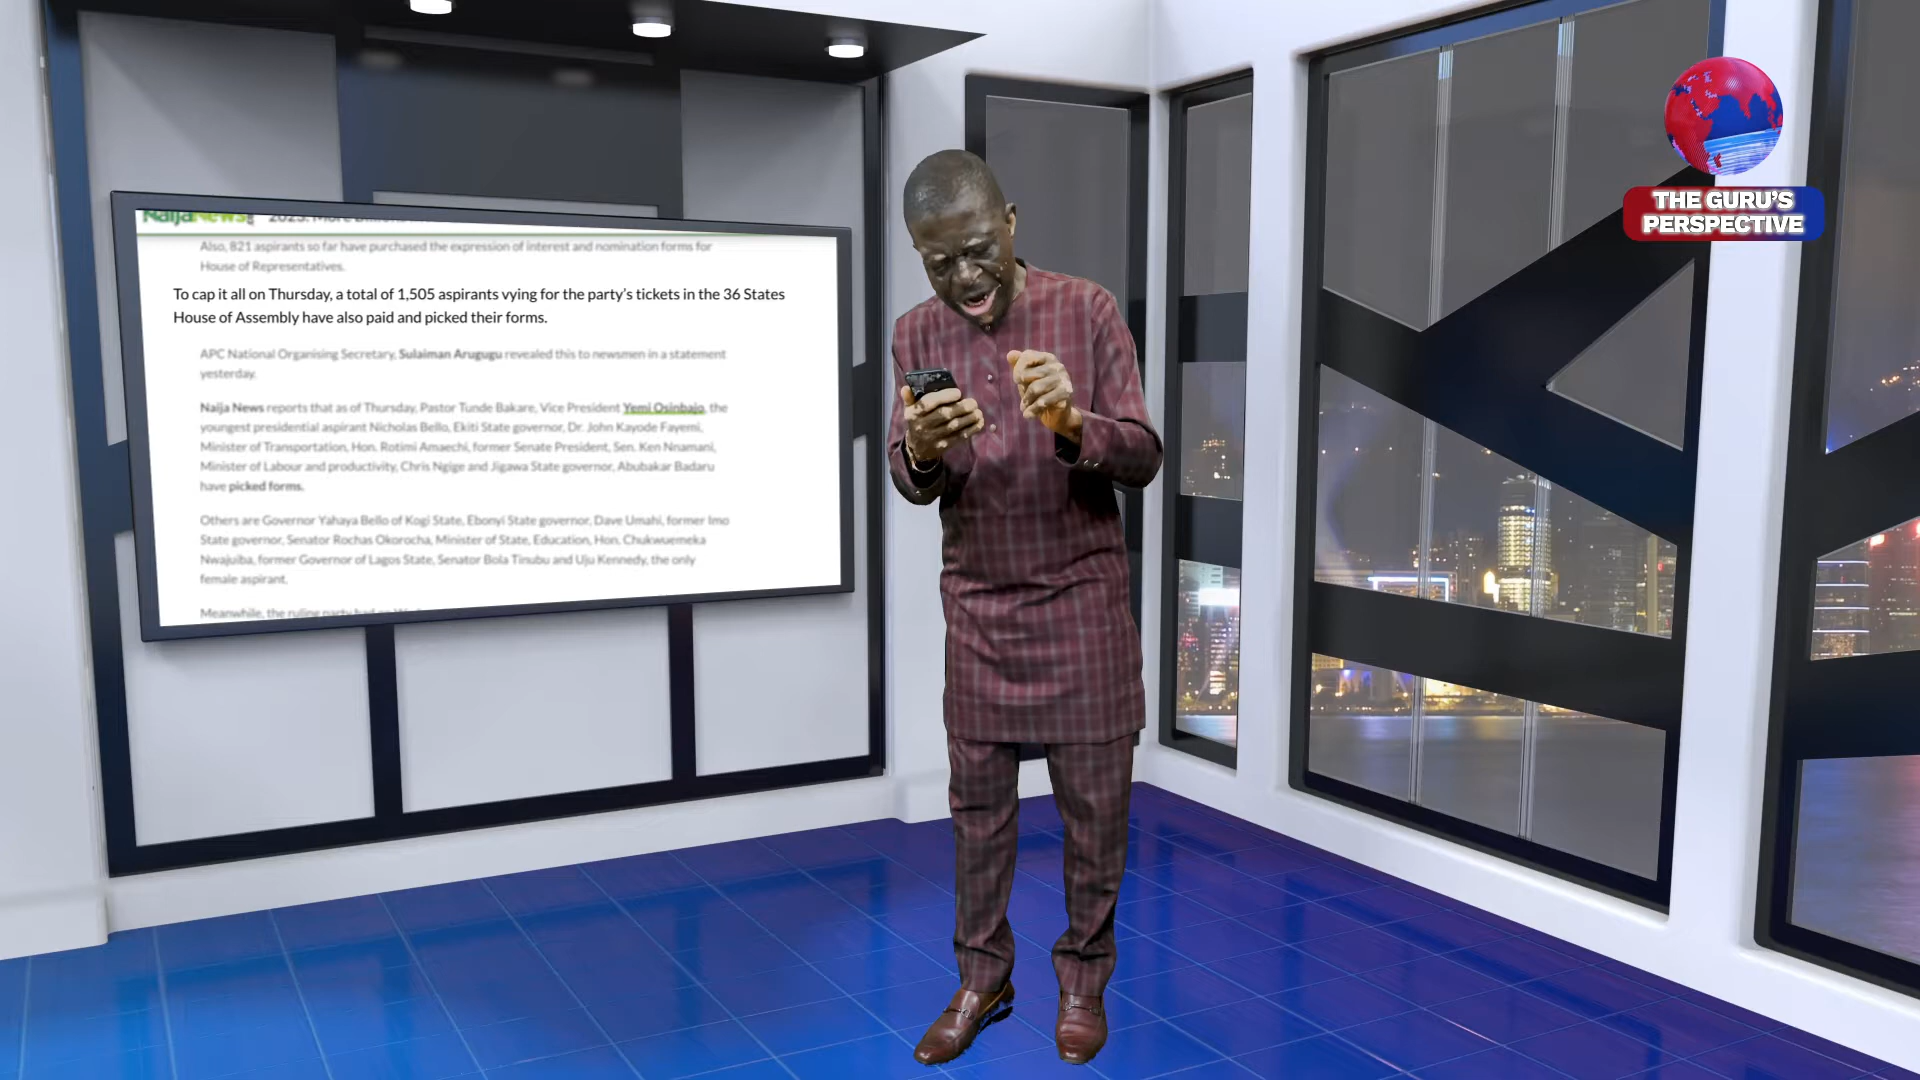 NaijaNews
Also, 821 aspirants so far have purchased the expression of interest and nomination forms for
House of Representatives.
To cap it all on Thursday, a total of 1,505 aspirants vying for the party's tickets in the 36 States
House of Assembly have also paid and picked their forms.
APC National Organising Secretary, Sulaiman Arugugu revealed this to newsmen in a statement
yesterday.
Naija News reports that as of Thursday, Pastor Tunde Bakare, Vice President Yemi Osinbajo, the
youngest presidential aspirant Nicholas Bello, Ekiti State governor, Dr. John Kayode Fayemi,
Minister of Transportation, Hon. Rotimi Amaechi, former Senate President, Sen. Ken Nnamani,
Minister of Labour and productivity, Chris Ngige and Jigawa State governor, Abubakar Badaru
have picked forms.
Others are Governor Yahaya Bello of Kogi State, Ebonyi State governor, Dave Umahi, former Imo
State governor, Senator Rochas Okorocha, Minister of State, Education, Hon. Chukwuemeka
Nwajuiba, former Governor of Lagos State, Senator Bola Tinubu and Uju Kennedy, the only
female aspirant.
Meanwhile, the ruling party had on
THE GURU'S
PERSPECTIVE